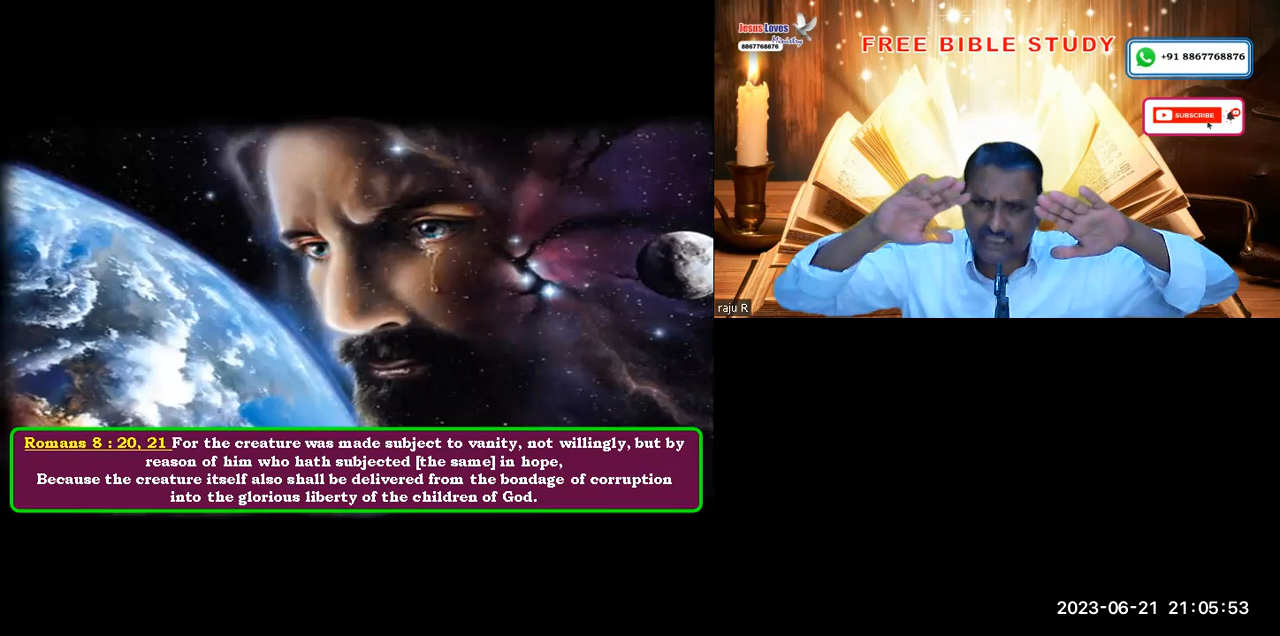 Romans 8 : 20, 21 For the creature was made subject to vanity, not willingly, but by
reason of him who hath subjected [the same] in hope,
Because the creature itself also shall be delivered from the bondage of corruption
into the glorious liberty of the children of God.
Jesus Loves
Ministry
8867768876
FREE BIBLE STUDY
+91 8867768876
SUBSCRIBE
raju R
2023-06-21 21:05:53